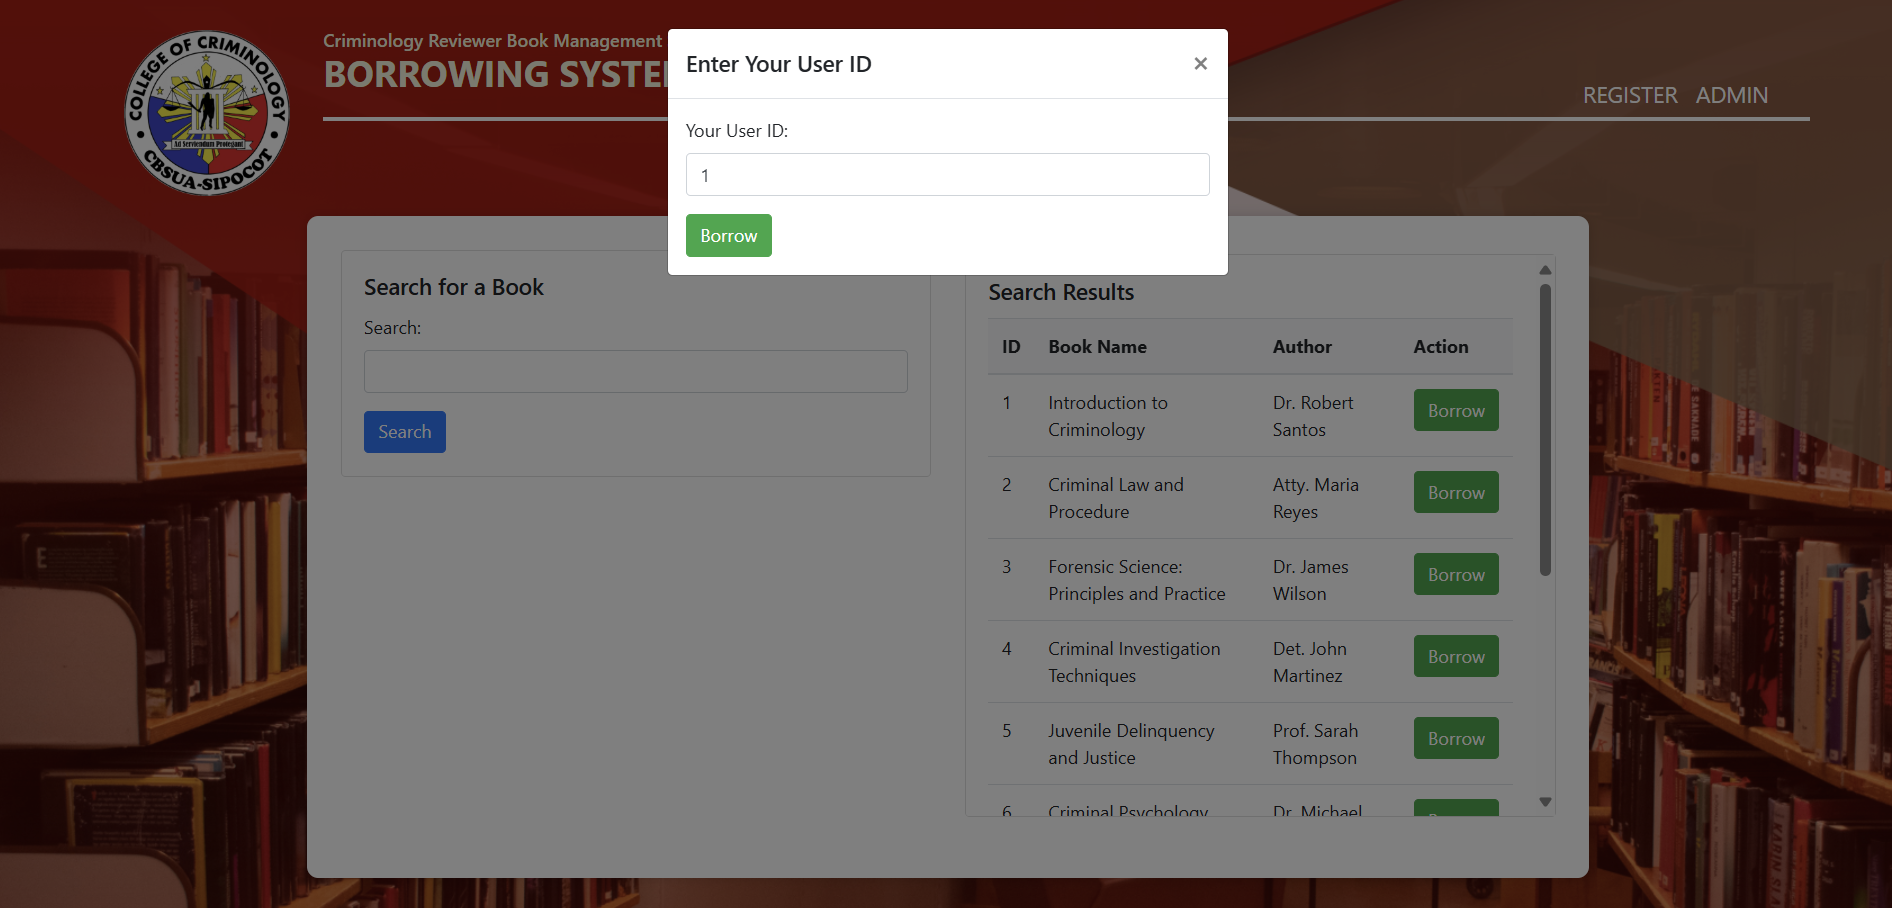 COLLEGE OF CRIMINOLOGY
Ad Serviendum Protegant
CBSUA-SIPOCOT
Criminology Reviewer Book Management
BORROWING SYSTE
REGISTER ADMIN
Enter Your User ID
×
Your User ID:
1
Borrow
Search for a Book
Search:
Search
Search Results
ID Book Name Author Action
1 Introduction to Dr. Robert Borrow
Criminology Santos
2 Criminal Law and Atty. Maria Borrow
Procedure Reyes
3 Forensic Science: Dr. James Borrow
Principles and Practice Wilson
4 Criminal Investigation Det. John Borrow
Techniques Martinez
5 Juvenile Delinquency Prof. Sarah Borrow
and Justice Thompson
6 Criminal Psychology Dr. Michael